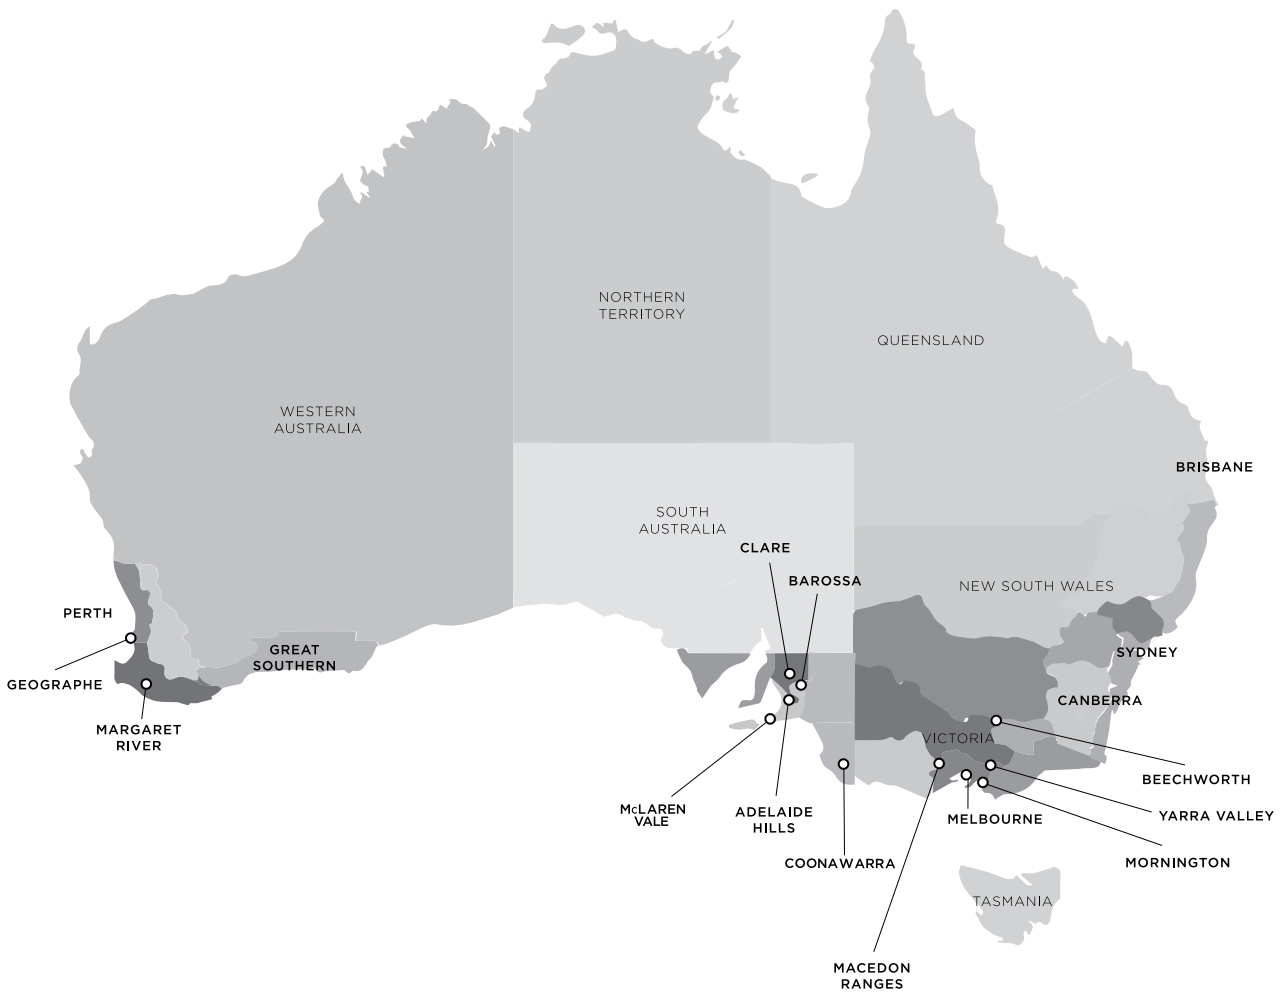 NORTHERN
TERRITORY
QUEENSLAND
WESTERN
AUSTRALIA
BRISBANE
SOUTH
AUSTRALIA
CLARE
BAROSSA
NEW SOUTH WALES
PERTH
GREAT
SOUTHERN
SYDNEY
GEOGRAPHE
CANBERRA
MARGARET
RIVER
VICTORIA
BEECHWORTH
McLAREN
VALE
ADELAIDE
HILLS
MELBOURNE
YARRA VALLEY
COONAWARRA
MORNINGTON
TASMANIA
MACEDON
RANGES